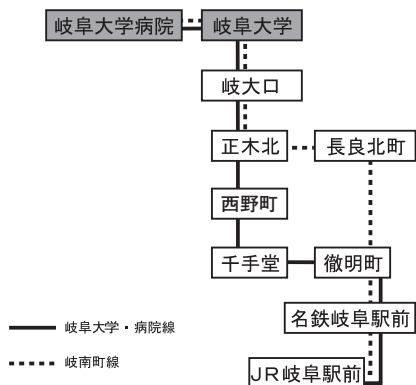 岐阜大学病院 岐阜大学
岐大口
正木北 長良北町
西野町
千手堂 徹明町
名鉄岐阜駅前
JR岐阜駅前
岐阜大学・病院線
岐南町線